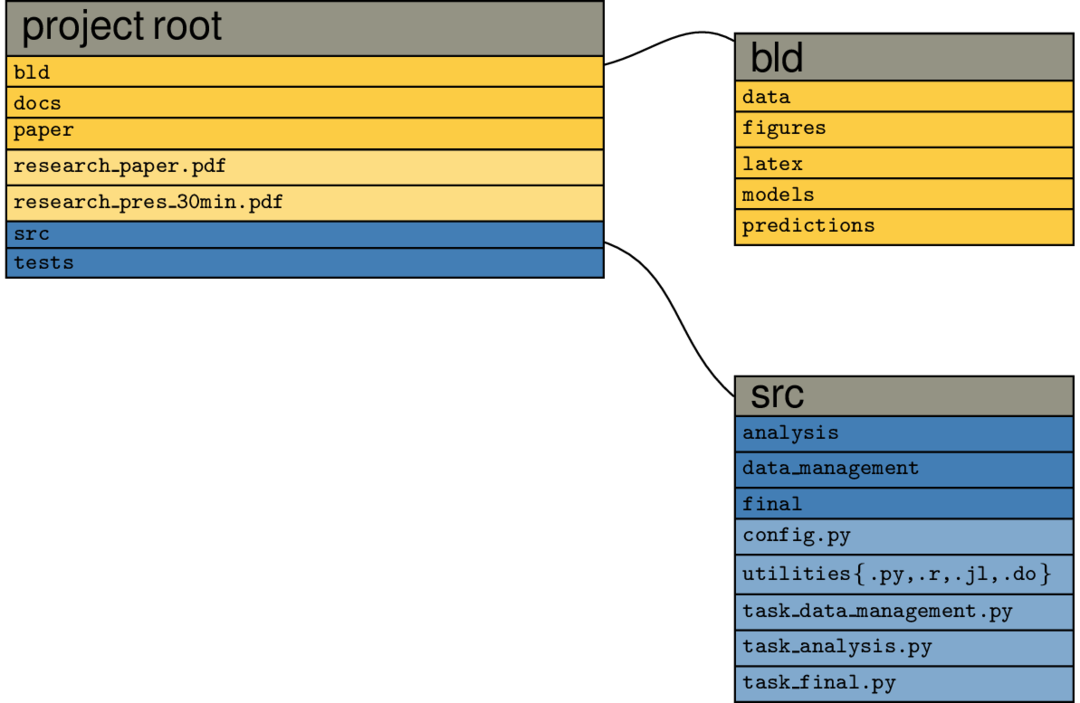 project root
bld
docs
paper
research_paper.pdf
research_pres_30min.pdf
src
tests
bld
data
figures
latex
models
predictions
src
analysis
data_management
final
config.py
utilities{.py,.r,.jl,.do}
task_data_management.py
task_analysis.py
task_final.py